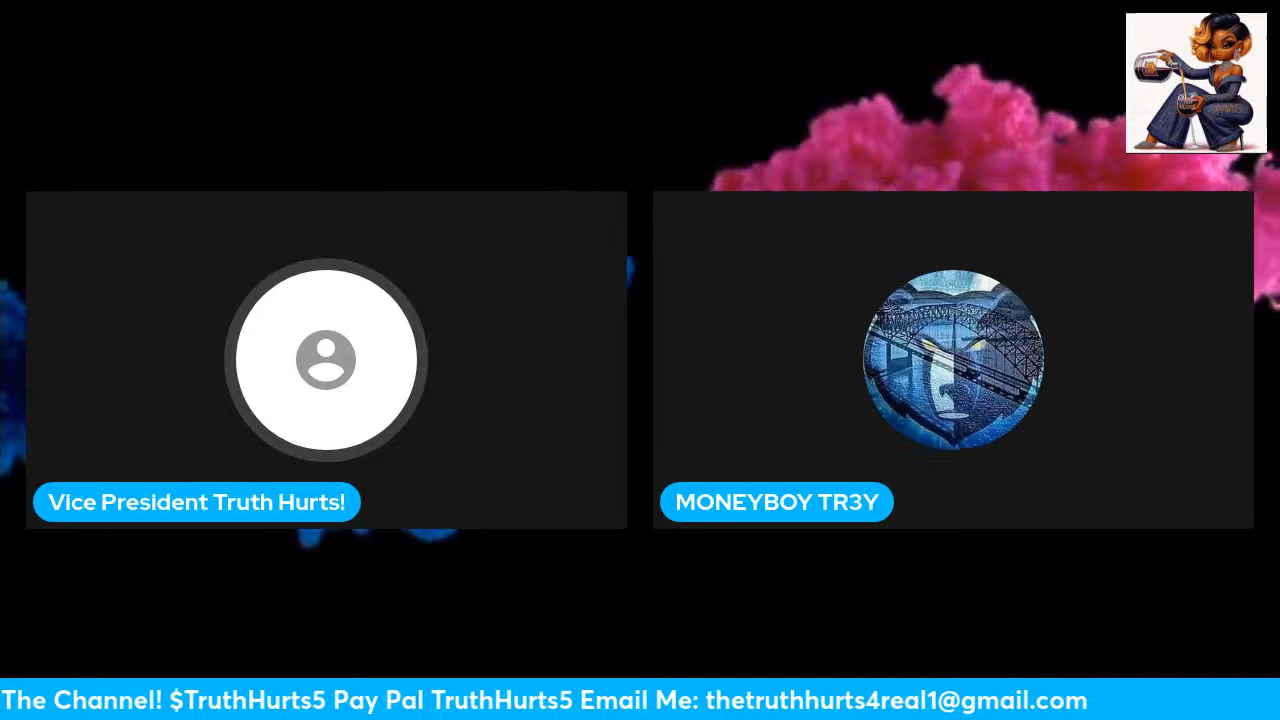 Vice President Truth Hurts!
MONEYBOY TR3Y
The Channel! $TruthHurts5 Pay Pal TruthHurts5 Email Me: thetruthhurts4real1@gmail.com